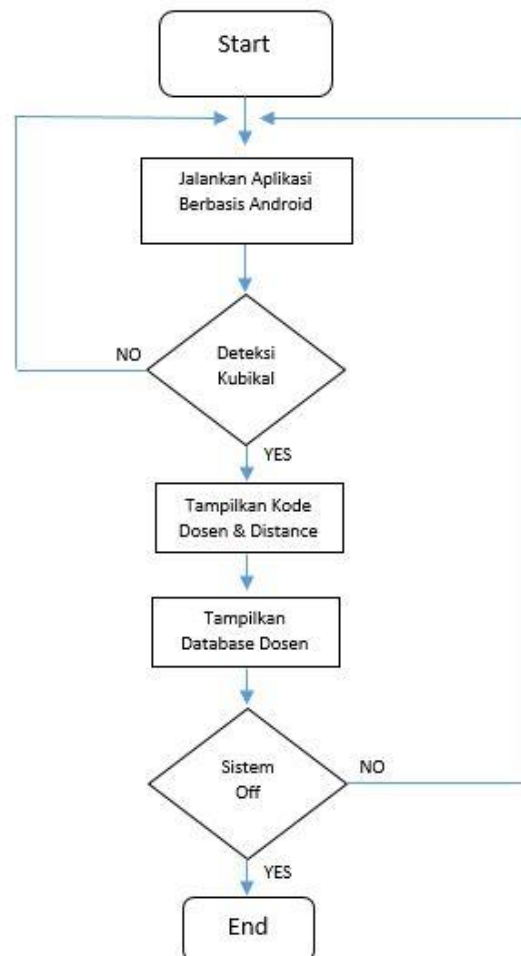 Start
Jalankan Aplikasi
Berbasis Android
NO
Deteksi
Kubikal
YES
Tampilkan Kode
Dosen & Distance
Tampilkan
Database Dosen
Sistem
Off
NO
YES
End